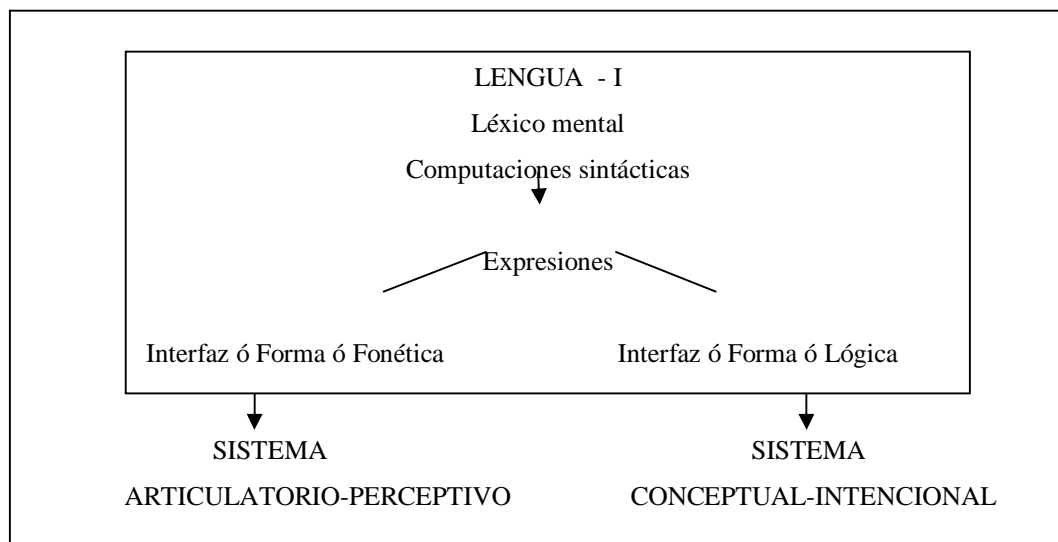 LENGUA - I
Léxico mental
Computaciones sintácticas
Expresiones
Interfaz ó Forma ó Fonética Interfaz ó Forma ó Lógica
SISTEMA SISTEMA
ARTICULATORIO-PERCEPTIVO CONCEPTUAL-INTENCIONAL